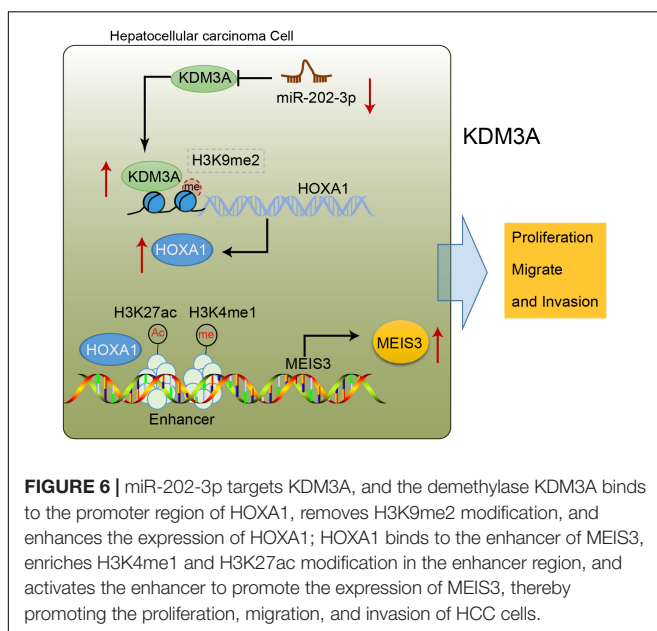 Hepatocellular carcinoma Cell
KDM3A
miR-202-3p
KDM3A
H3K9me2
KDM3A
me
HOXA1
HOXA1
Proliferation
Migrate
and Invasion
H3K27ac
H3K4me1
Ac
me
HOXA1
MEIS3
MEIS3
Enhancer
FIGURE 6 | miR-202-3p targets KDM3A, and the demethylase KDM3A binds
to the promoter region of HOXA1, removes H3K9me2 modification, and
enhances the expression of HOXA1; HOXA1 binds to the enhancer of MEIS3,
enriches H3K4me1 and H3K27ac modification in the enhancer region, and
activates the enhancer to promote the expression of MEIS3, thereby
promoting the proliferation, migration, and invasion of HCC cells.